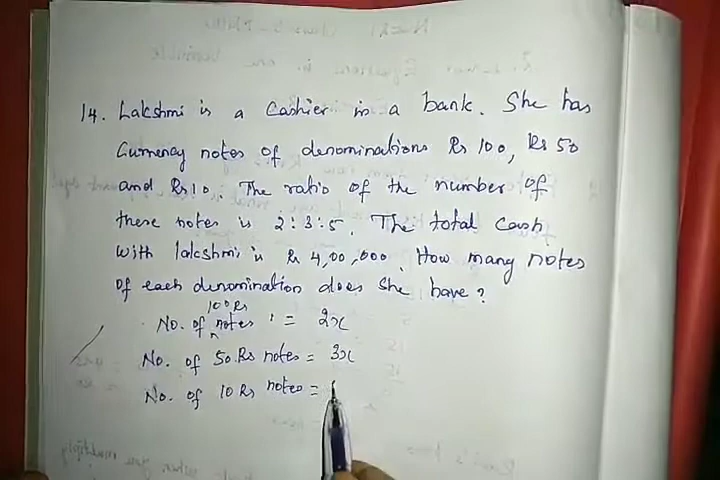 14. Lakshmi is a Cashier in a bank. She has
Currency notes of denominations Rs 100, Rs 50
and Rs 10. The ratio of the number of
these notes is 2:3:5. The total cash
with lakshmi is Rs 4,00,000. How many notes
of each denomination does She have?
100 Rs
No. of notes = 2x
No. of 50 Rs notes = 3x
No. of 10 Rs notes =